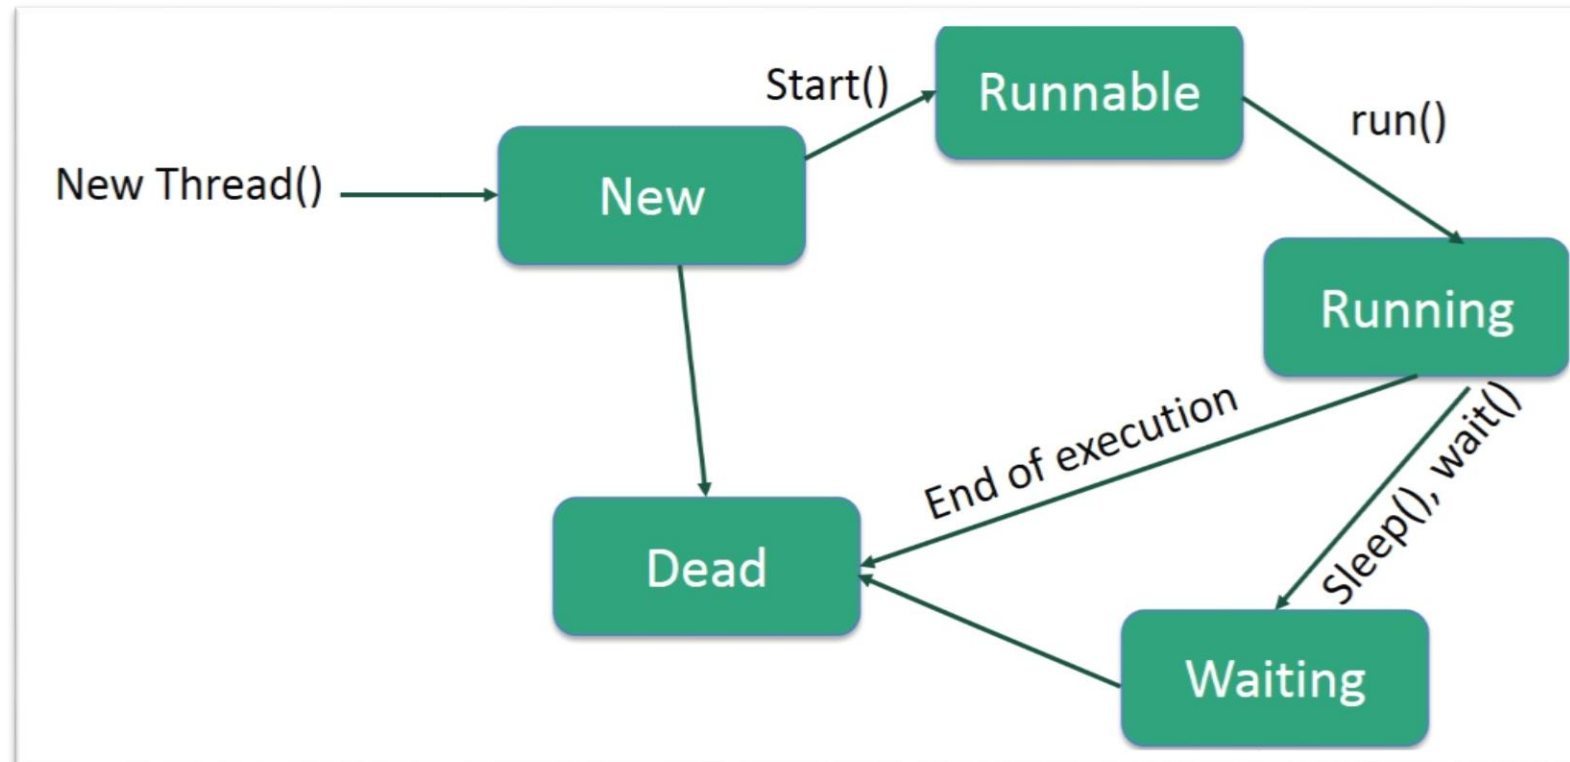 Start()
Runnable
run()
New Thread()
New
Running
End of execution
Sleep(), wait()
Dead
Waiting